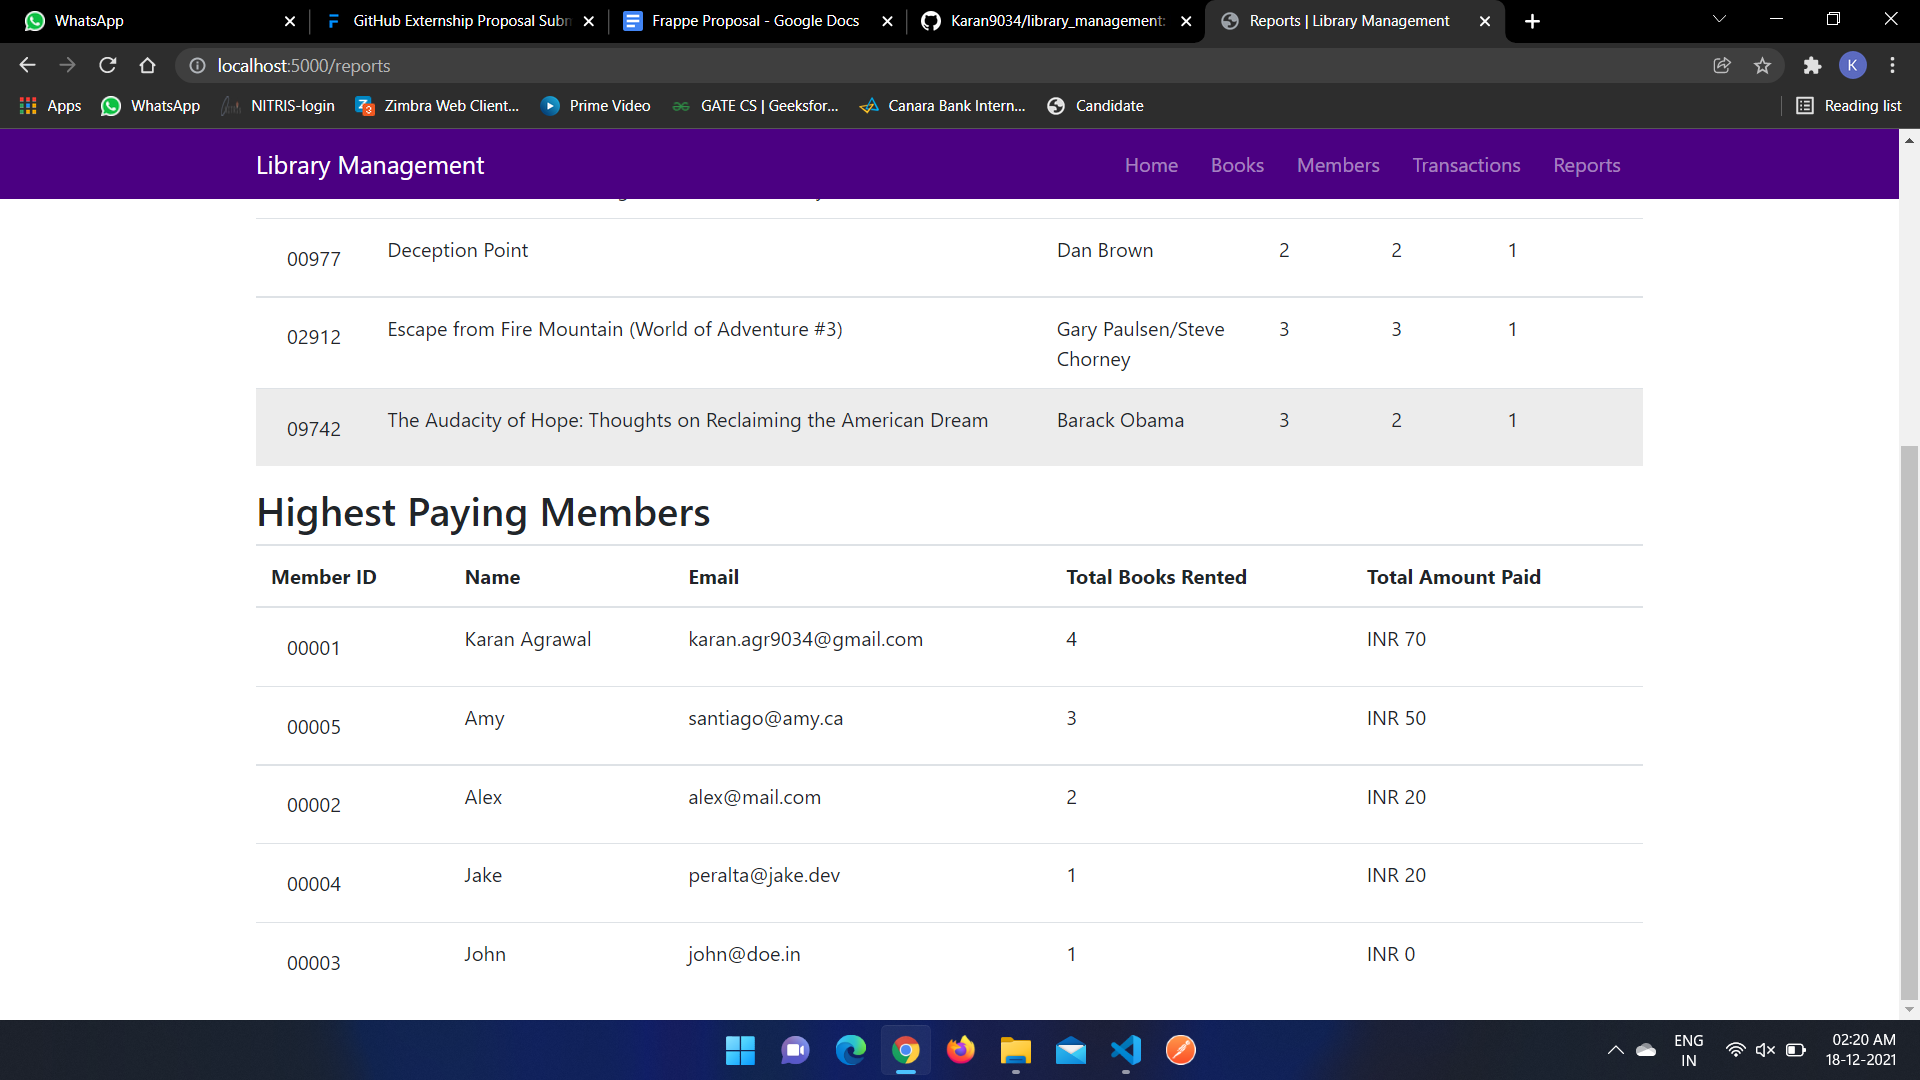 WhatsApp
GitHub Externship Proposal Subm
Frappe Proposal - Google Docs
Karan9034/library_management:
Reports | Library Management
localhost:5000/reports
K
Apps
WhatsApp
NITRIS-login
Zimbra Web Client...
Prime Video
GATE CS | Geeksfor...
Canara Bank Intern...
Candidate
Reading list
Library Management
Home
Books
Members
Transactions
Reports
00977 Deception Point Dan Brown 2 2 1
02912 Escape from Fire Mountain (World of Adventure #3) Gary Paulsen/Steve 3 3 1
Chorney
09742 The Audacity of Hope: Thoughts on Reclaiming the American Dream Barack Obama 3 2 1
Highest Paying Members
Member ID Name Email Total Books Rented Total Amount Paid
00001 Karan Agrawal karan.agr9034@gmail.com 4 INR 70
00005 Amy santiago@amy.ca 3 INR 50
00002 Alex alex@mail.com 2 INR 20
00004 Jake peralta@jake.dev 1 INR 20
00003 John john@doe.in 1 INR 0
ENG
IN
02:20 AM
18-12-2021